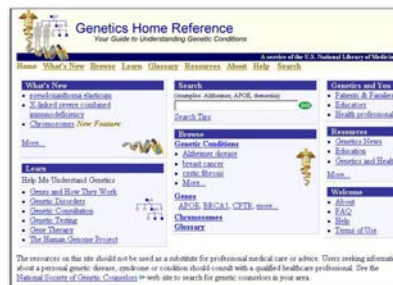 Genetics Home Reference
Your Guide to Understanding Genetic Conditions
A service of the U.S. National Library of Medicine
Home What's New Browse Learn Glossary Resources About Help Search
What's New
pseudoxanthoma elasticum
X-linked severe combined
immunodeficiency
Chromosomes New Feature
More...
Learn
Help Me Understand Genetics
Genes and How They Work
Genetic Disorders
Genetic Consultation
Genetic Testing
Gene Therapy
The Human Genome Project
Search
(examples: Alzheimer, APOE, dementia)
Search Tips
Browse
Genetic Conditions
Alzheimer disease
breast cancer
cystic fibrosis
More...
Genes
APOE, BRCA1, CFTR, more...
Chromosomes
Glossary
Genetics and You
Patients & Families
Educators
Health professional
Resources
Genetics News
Education
Genetics and Healt
More...
Welcome
About
FAQ
Help
Terms of Use
The resources on this site should not be used as a substitute for professional medical care or advice. Users seeking informati
about a personal genetic disease, syndrome or condition should consult with a qualified healthcare professional. See the
National Society of Genetic Counselors web site to search for genetic counselors in your area.